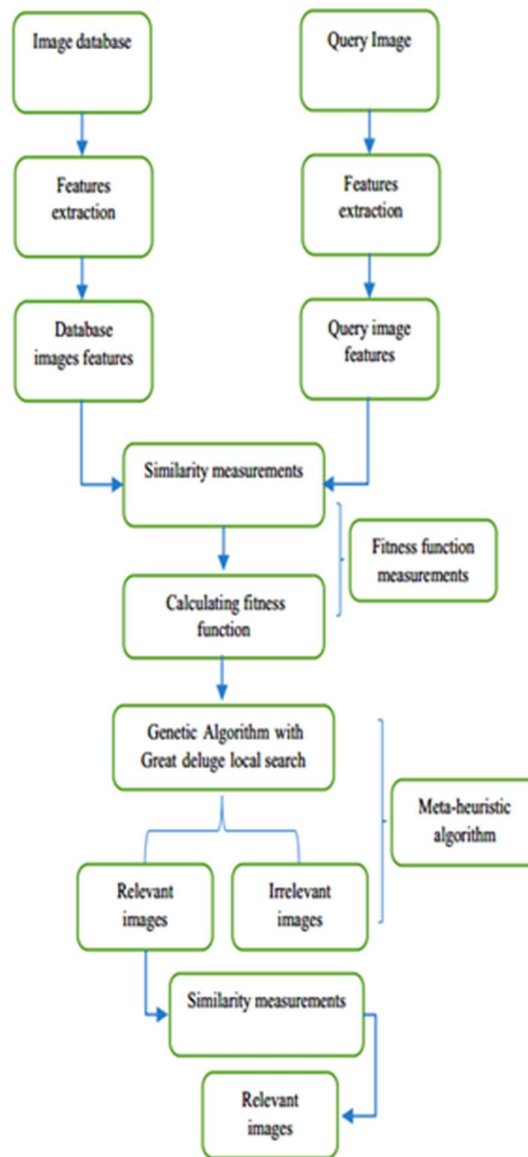 Image database
Query Image
Features
extraction
Features
extraction
Database
images features
Query image
features
Similarity measurements
Fitness function
measurements
Calculating fitness
function
Genetic Algorithm with
Great deluge local search
Meta-heuristic
algorithm
Relevant
images
Irrelevant
images
Similarity measurements
Relevant
images